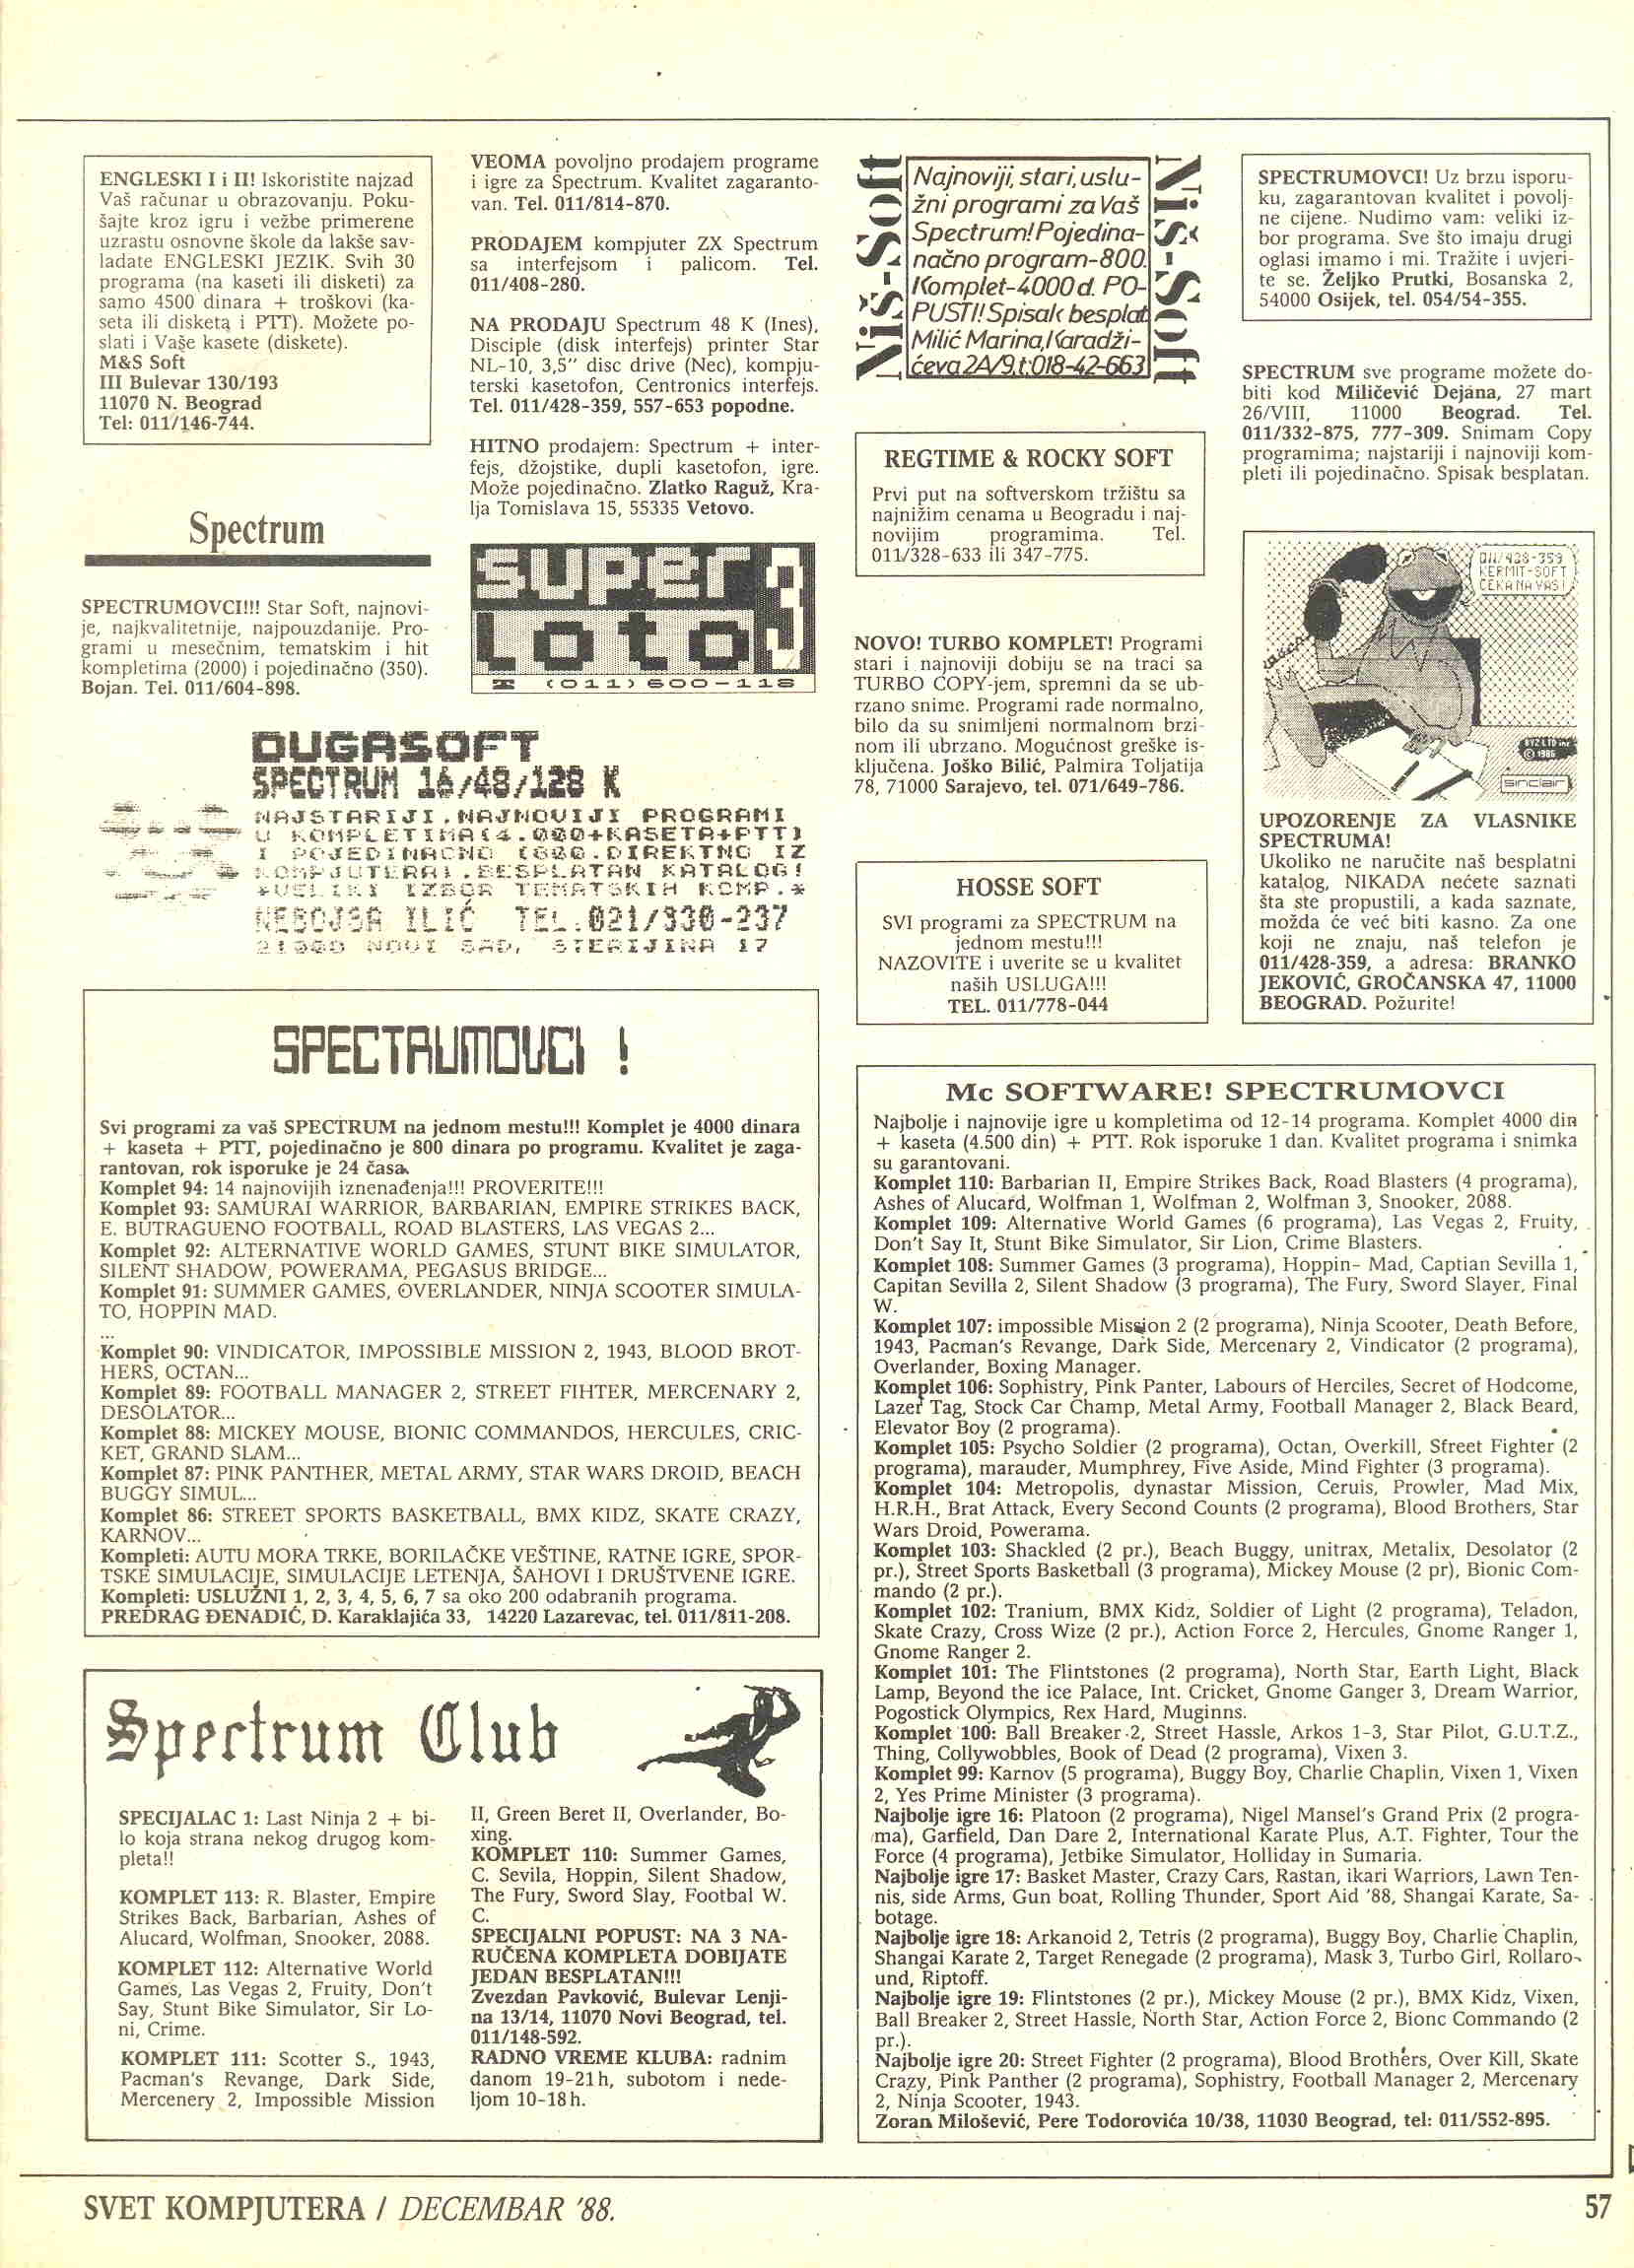 ENGLESKI I i II! Iskoristite najzad
Vaš računar u obrazovanju. Poku-
šajte kroz igru i vežbe primerene
uzrastu osnovne škole da lakše sav-
ladate ENGLESKI JEZIK. Svih 30
programa (na kaseti ili disketi) za
samo 4500 dinara + troškovi (ka-
seta ili disketa i PTT). Možete po-
slati i Vaše kasete (diskete).
M&S Soft
III Bulevar 130/193
11070 N. Beograd
Tel: 011/146-744.
Spectrum
SPECTRUMOVCI!!! Star Soft, najnovi-
je, najkvalitetnije, najpouzdanije. Pro-
grami u mesečnim, tematskim i hit
kompletima (2000) i pojedinačno (350).
Bojan. Tel. 011/604-898.
VEOMA povoljno prodajem programe
i igre za Spectrum. Kvalitet zagaranto-
van. Tel. 011/814-870.
PRODAJEM kompjuter ZX Spectrum
sa interfejsom i palicom. Tel.
011/408-280.
NA PRODAJU Spectrum 48 K (Ines),
Disciple (disk interfejs) printer Star
NL-10, 3,5" disc drive (Nec), kompju-
terski kasetofon, Centronics interfejs.
Tel. 011/428-359, 557-653 popodne.
HITNO prodajem: Spectrum + inter-
fejs, džojstike, dupli kasetofon, igre.
Može pojedinačno. Zlatko Raguž, Kra-
lja Tomislava 15, 55335 Vetovo.
super
loto 3
(011) 600-118
DUGASOFT
SPECTRUM 16/48/128 K
NAJSTARIJI.NAJNOVIJI PROGRAMI
U KOMPLETIMA(4.000+KASETA+PTT)
I POJEDINACNO (600.DIREKTNO IZ
KOMPJUTERA).BESPLATAN KATALOG!
*VELIKI IZBOR TEMATSKIH KOMP.*
NEBOJSA ILIĆ TEL.021/330-237
21000 NOVI SAD, STERIJINA 17
SPECTRUMOVCI !
Svi programi za vaš SPECTRUM na jednom mestu!!! Komplet je 4000 dinara
+ kaseta + PTT, pojedinačno je 800 dinara po programu. Kvalitet je zaga-
rantovan, rok isporuke je 24 časa.
Komplet 94: 14 najnovijih iznenađenja!!! PROVERITE!!!
Komplet 93: SAMURAI WARRIOR, BARBARIAN, EMPIRE STRIKES BACK,
E. BUTRAGUENO FOOTBALL, ROAD BLASTERS, LAS VEGAS 2...
Komplet 92: ALTERNATIVE WORLD GAMES, STUNT BIKE SIMULATOR,
SILENT SHADOW, POWERAMA, PEGASUS BRIDGE...
Komplet 91: SUMMER GAMES, OVERLANDER, NINJA SCOOTER SIMULA-
TO, HOPPIN MAD.
...
Komplet 90: VINDICATOR, IMPOSSIBLE MISSION 2, 1943, BLOOD BROT-
HERS, OCTAN...
Komplet 89: FOOTBALL MANAGER 2, STREET FIHTER, MERCENARY 2,
DESOLATOR...
Komplet 88: MICKEY MOUSE, BIONIC COMMANDOS, HERCULES, CRIC-
KET, GRAND SLAM...
Komplet 87: PINK PANTHER, METAL ARMY, STAR WARS DROID, BEACH
BUGGY SIMUL...
Komplet 86: STREET SPORTS BASKETBALL, BMX KIDZ, SKATE CRAZY,
KARNOV...
Kompleti: AUTU MORA TRKE, BORILAČKE VEŠTINE, RATNE IGRE, SPOR-
TSKE SIMULACIJE, SIMULACIJE LETENJA, ŠAHOVI I DRUŠTVENE IGRE.
Kompleti: USLUŽNI 1, 2, 3, 4, 5, 6, 7 sa oko 200 odabranih programa.
PREDRAG ĐENADIĆ, D. Karaklajića 33, 14220 Lazarevac, tel. 011/811-208.
Spectrum Club
SPECIJALAC 1: Last Ninja 2 + bi-
lo koja strana nekog drugog kom-
pleta!!
KOMPLET 113: R. Blaster, Empire
Strikes Back, Barbarian, Ashes of
Alucard, Wolfman, Snooker, 2088.
KOMPLET 112: Alternative World
Games, Las Vegas 2, Fruity, Don't
Say, Stunt Bike Simulator, Sir Lo-
ni, Crime.
KOMPLET 111: Scotter S., 1943,
Pacman's Revange, Dark Side,
Mercenery 2, Impossible Mission
II, Green Beret II, Overlander, Bo-
xing.
KOMPLET 110: Summer Games,
C. Sevila, Hoppin, Silent Shadow,
The Fury, Sword Slay, Footbal W.
C.
SPECIJALNI POPUST: NA 3 NA-
RUČENA KOMPLETA DOBIJATE
JEDAN BESPLATAN!!!
Zvezdan Pavković, Bulevar Lenji-
na 13/14, 11070 Novi Beograd, tel.
011/148-592.
RADNO VREME KLUBA: radnim
danom 19-21h, subotom i nede-
ljom 10-18h.
Niš-Soft
Najnoviji, stari, uslu-
žni programi za Vaš
Spectrum! Pojedina-
načno program-800.
Komplet-4000d. PO-
PUSTI! Spisak besplat
Milić Marina, Karadži-
ćeva 2A/9, t:018-42-663
Niš-Soft
REGTIME & ROCKY SOFT
Prvi put na softverskom tržištu sa
najnižim cenama u Beogradu i naj-
novijim programima. Tel.
011/328-633 ili 347-775.
NOVO! TURBO KOMPLET! Programi
stari i najnoviji dobiju se na traci sa
TURBO COPY-jem, spremni da se ub-
rzano snime. Programi rade normalno,
bilo da su snimljeni normalnom brzi-
nom ili ubrzano. Mogućnost greške is-
ključena. Joško Bilić, Palmira Toljatija
78, 71000 Sarajevo, tel. 071/649-786.
HOSSE SOFT
SVI programi za SPECTRUM na
jednom mestu!!!
NAZOVITE i uverite se u kvalitet
naših USLUGA!!!
TEL. 011/778-044
SPECTRUMOVCI! Uz brzu isporu-
ku, zagarantovan kvalitet i povolj-
ne cijene. Nudimo vam: veliki iz-
bor programa. Sve što imaju drugi
oglasi imamo i mi. Tražite i uvjeri-
te se. Željko Prutki, Bosanska 2,
54000 Osijek, tel. 054/54-355.
SPECTRUM sve programe možete do-
biti kod Miličević Dejana, 27 mart
26/VIII, 11000 Beograd. Tel.
011/332-875, 777-309. Snimam Copy
programima; najstariji i najnoviji kom-
pleti ili pojedinačno. Spisak besplatan.
011/428-359
KERMIT-SOFT
CEKA NA VAS!
© 1986
sinclair
UPOZORENJE ZA VLASNIKE
SPECTRUMA!
Ukoliko ne naručite naš besplatni
katalog, NIKADA nećete saznati
šta ste propustili, a kada saznate,
možda će već biti kasno. Za one
koji ne znaju, naš telefon je
011/428-359, a adresa: BRANKO
JEKOVIĆ, GROČANSKA 47, 11000
BEOGRAD. Požurite!
Mc SOFTWARE! SPECTRUMOVCI
Najbolje i najnovije igre u kompletima od 12-14 programa. Komplet 4000 din
+ kaseta (4.500 din) + PTT. Rok isporuke 1 dan. Kvalitet programa i snimka
su garantovani.
Komplet 110: Barbarian II, Empire Strikes Back, Road Blasters (4 programa),
Ashes of Alucard, Wolfman 1, Wolfman 2, Wolfman 3, Snooker, 2088.
Komplet 109: Alternative World Games (6 programa), Las Vegas 2, Fruity,
Don't Say It, Stunt Bike Simulator, Sir Lion, Crime Blasters.
Komplet 108: Summer Games (3 programa), Hoppin- Mad, Captian Sevilla 1,
Capitan Sevilla 2, Silent Shadow (3 programa), The Fury, Sword Slayer, Final
W.
Komplet 107: impossible Mission 2 (2 programa), Ninja Scooter, Death Before,
1943, Pacman's Revange, Dark Side, Mercenary 2, Vindicator (2 programa),
Overlander, Boxing Manager.
Komplet 106: Sophistry, Pink Panter, Labours of Herciles, Secret of Hodcome,
Lazer Tag, Stock Car Champ, Metal Army, Football Manager 2, Black Beard,
Elevator Boy (2 programa).
Komplet 105: Psycho Soldier (2 programa), Octan, Overkill, Street Fighter (2
programa), marauder, Mumphrey, Five Aside, Mind Fighter (3 programa).
Komplet 104: Metropolis, dynastar Mission, Ceruis, Prowler, Mad Mix,
H.R.H., Brat Attack, Every Second Counts (2 programa), Blood Brothers, Star
Wars Droid, Powerama.
Komplet 103: Shackled (2 pr.), Beach Buggy, unitrax, Metalix, Desolator (2
pr.), Street Sports Basketball (3 programa), Mickey Mouse (2 pr), Bionic Com-
mando (2 pr.).
Komplet 102: Tranium, BMX Kidz, Soldier of Light (2 programa), Teladon,
Skate Crazy, Cross Wize (2 pr.), Action Force 2, Hercules, Gnome Ranger 1,
Gnome Ranger 2.
Komplet 101: The Flintstones (2 programa), North Star, Earth Light, Black
Lamp, Beyond the ice Palace, Int. Cricket, Gnome Ganger 3, Dream Warrior,
Pogostick Olympics, Rex Hard, Muginns.
Komplet 100: Ball Breaker 2, Street Hassle, Arkos 1-3, Star Pilot, G.U.T.Z.,
Thing, Collywobbles, Book of Dead (2 programa), Vixen 3.
Komplet 99: Karnov (5 programa), Buggy Boy, Charlie Chaplin, Vixen 1, Vixen
2, Yes Prime Minister (3 programa).
Najbolje igre 16: Platoon (2 programa), Nigel Mansel's Grand Prix (2 progra-
ma), Garfield, Dan Dare 2, International Karate Plus, A.T. Fighter, Tour the
Force (4 programa), Jetbike Simulator, Holliday in Sumaria.
Najbolje igre 17: Basket Master, Crazy Cars, Rastan, ikari Warriors, Lawn Ten-
nis, side Arms, Gun boat, Rolling Thunder, Sport Aid '88, Shangai Karate, Sa-
botage.
Najbolje igre 18: Arkanoid 2, Tetris (2 programa), Buggy Boy, Charlie Chaplin,
Shangai Karate 2, Target Renegade (2 programa), Mask 3, Turbo Girl, Rollaro-
und, Riptoff.
Najbolje igre 19: Flintstones (2 pr.), Mickey Mouse (2 pr.), BMX Kidz, Vixen,
Ball Breaker 2, Street Hassle, North Star, Action Force 2, Bionc Commando (2
pr.).
Najbolje igre 20: Street Fighter (2 programa), Blood Brothers, Over Kill, Skate
Crazy, Pink Panther (2 programa), Sophistry, Football Manager 2, Mercenary
2, Ninja Scooter, 1943.
Zoran Milošević, Pere Todorovića 10/38, 11030 Beograd, tel: 011/552-895.
SVET KOMPJUTERA / DECEMBAR '88.
57